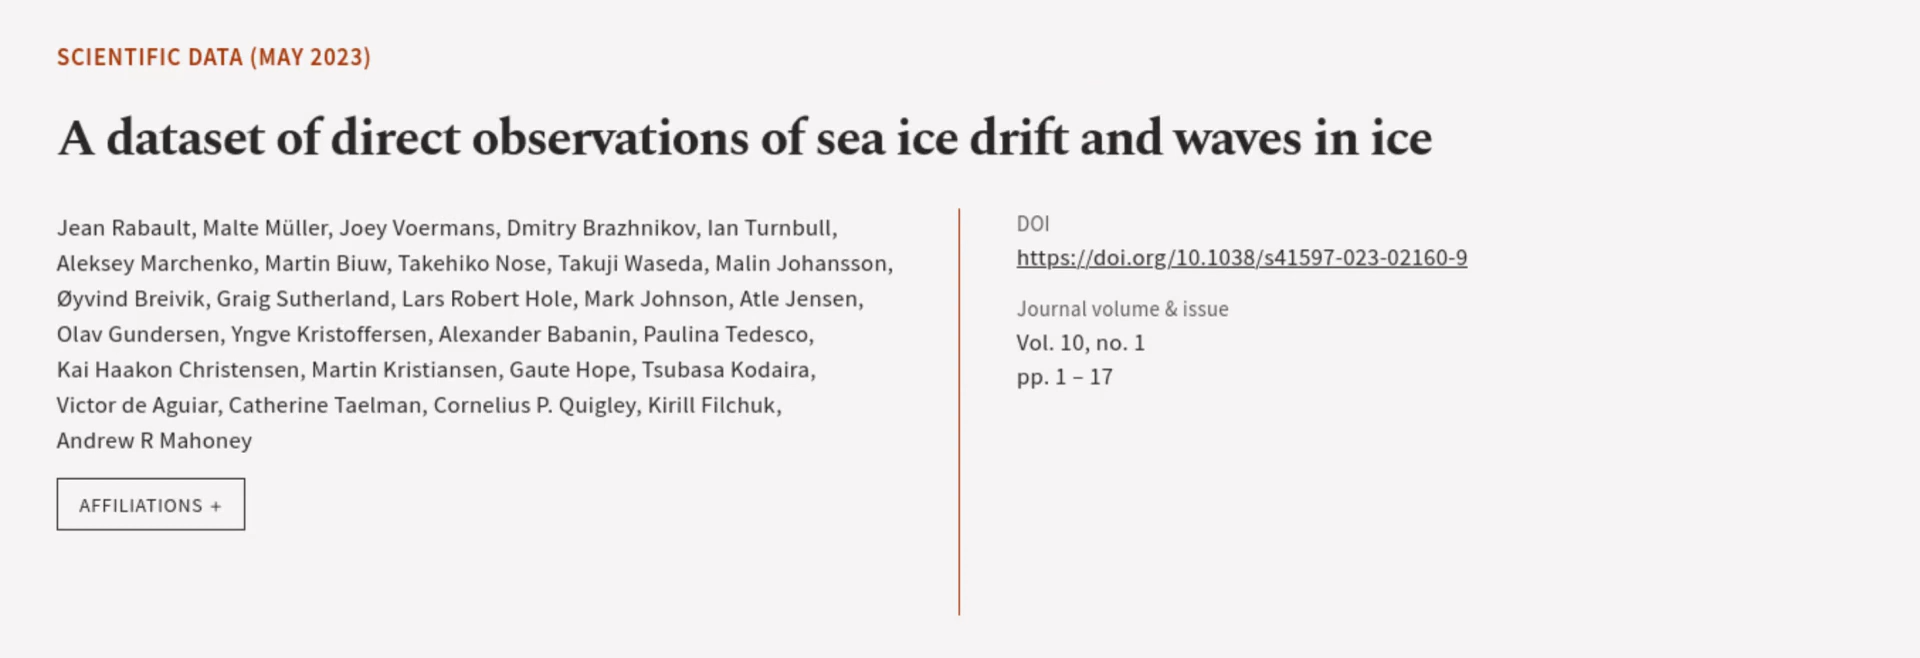 SCIENTIFIC DATA (MAY 2023)
A dataset of direct observations of sea ice drift and waves in ice
Jean Rabault, Malte Müller, Joey Voermans, Dmitry Brazhnikov, Ian Turnbull,
Aleksey Marchenko, Martin Biuw, Takehiko Nose, Takuji Waseda, Malin Johansson,
Øyvind Breivik, Graig Sutherland, Lars Robert Hole, Mark Johnson, Atle Jensen,
Olav Gundersen, Yngve Kristoffersen, Alexander Babanin, Paulina Tedesco,
Kai Haakon Christensen, Martin Kristiansen, Gaute Hope, Tsubasa Kodaira,
Victor de Aguiar, Catherine Taelman, Cornelius P. Quigley, Kirill Filchuk,
Andrew R Mahoney
AFFILIATIONS +
DOI
https://doi.org/10.1038/s41597-023-02160-9
Journal volume & issue
Vol. 10, no. 1
pp. 1 – 17